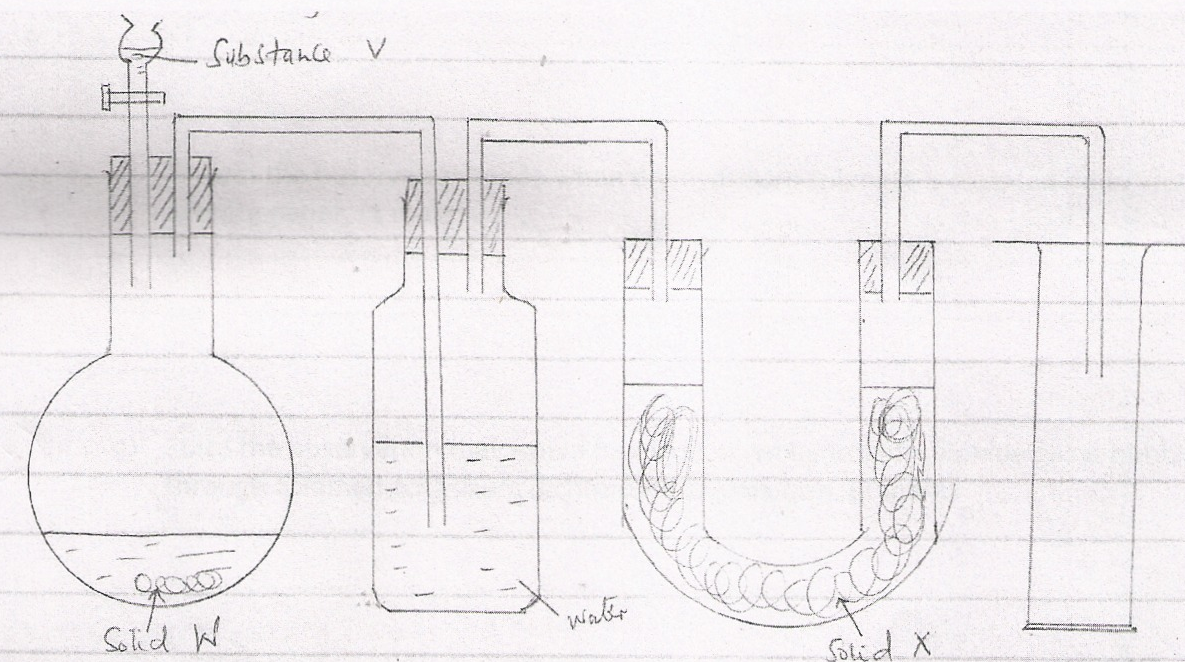 Substance V
Solid W
Water
Solid X